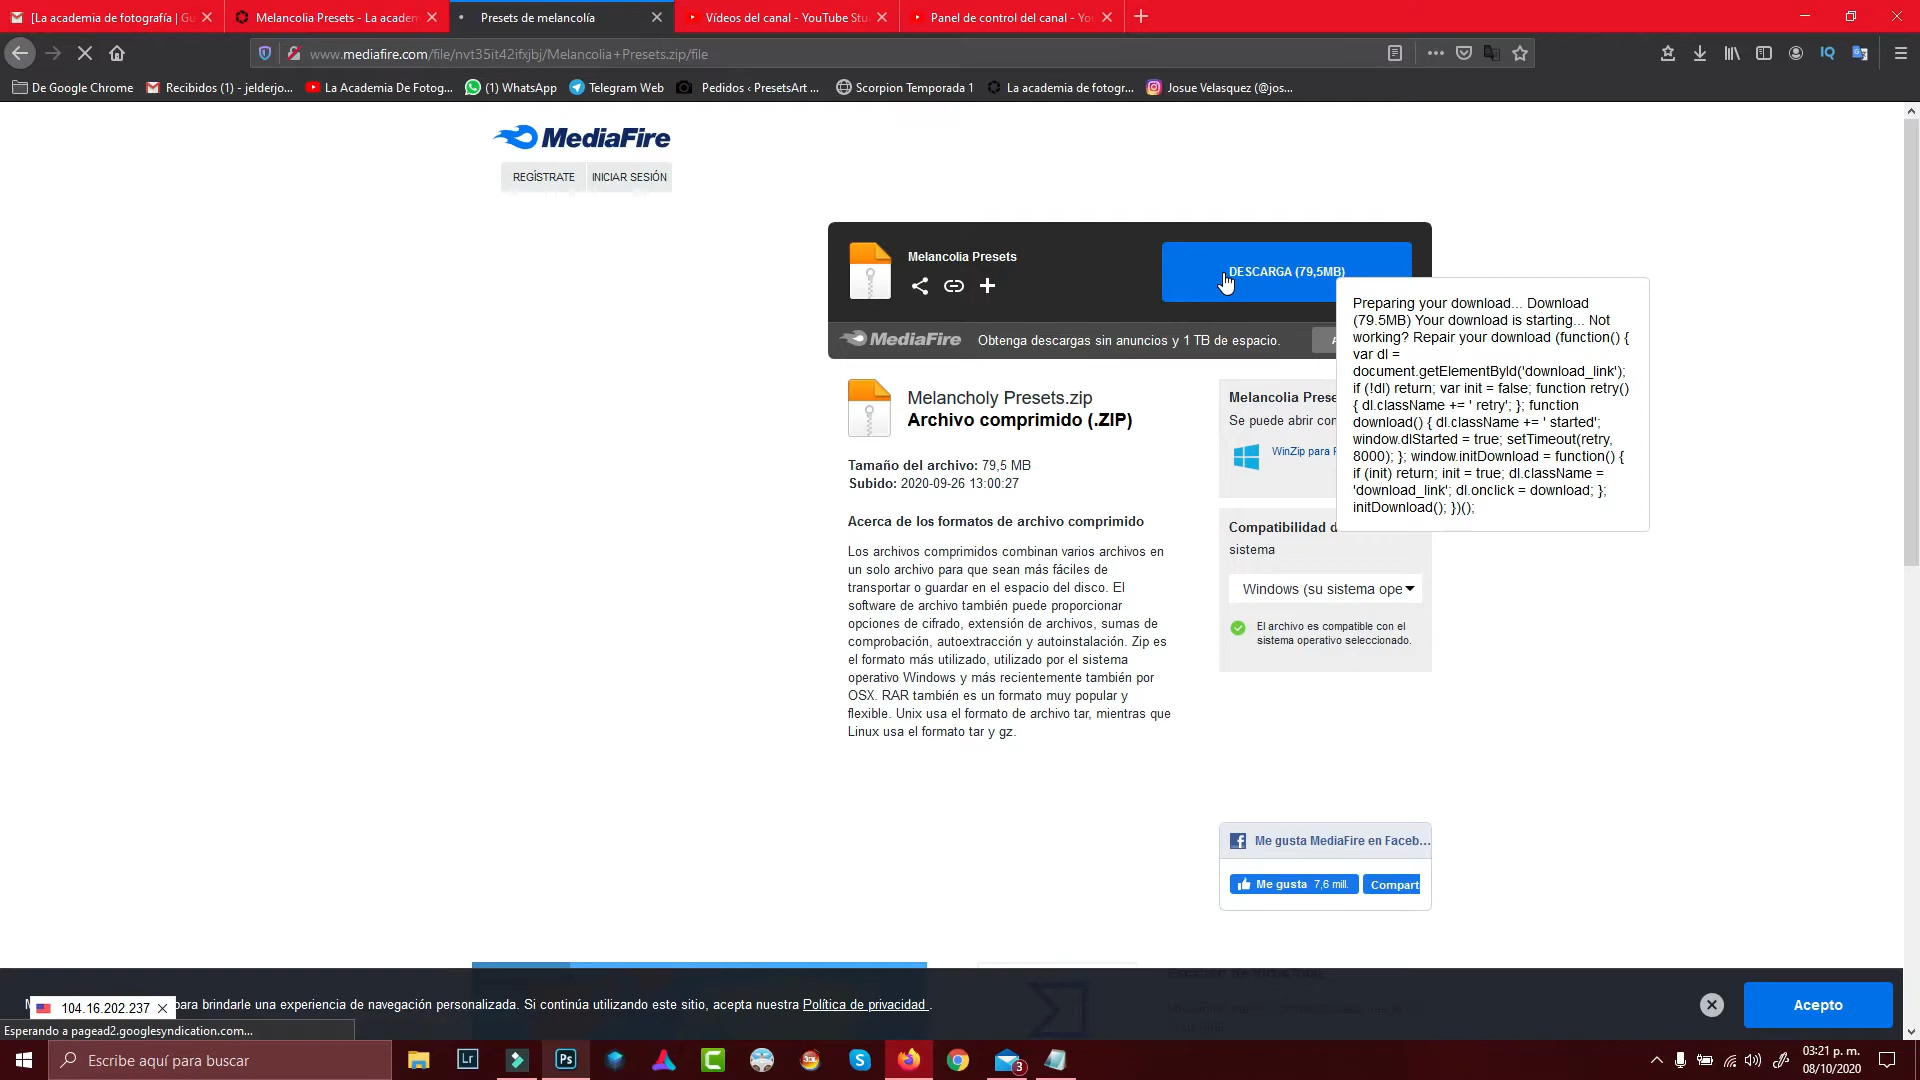 [La academia de fotografía | Gu
Melancolia Presets - La academ
Presets de melancolía
Vídeos del canal - YouTube Stu
Panel de control del canal - Yo
www.mediafire.com/file/nvt35it42ifxjbj/Melancolia+Presets.zip/file
De Google Chrome
Recibidos (1) - jelderjo...
La Academia De Fotog...
(1) WhatsApp
Telegram Web
Pedidos ‹ PresetsArt ...
Scorpion Temporada 1
La academia de fotogr...
Josue Velasquez (@jos...
MediaFire
REGÍSTRATE
INICIAR SESIÓN
Melancolia Presets
DESCARGA (79,5MB)
MediaFire
Obtenga descargas sin anuncios y 1 TB de espacio.
Preparing your download... Download
(79.5MB) Your download is starting... Not
working? Repair your download (function() {
var dl =
document.getElementById('download_link');
if (!dl) return; var init = false; function retry()
{ dl.className += ' retry'; }; function
download() { dl.className += ' started';
window.dlStarted = true; setTimeout(retry,
8000); }; window.initDownload = function() {
if (init) return; init = true; dl.className =
'download_link'; dl.onclick = download; };
initDownload(); })();
Melancholy Presets.zip
Archivo comprimido (.ZIP)
Tamaño del archivo: 79,5 MB
Subido: 2020-09-26 13:00:27
Acerca de los formatos de archivo comprimido
Los archivos comprimidos combinan varios archivos en
un solo archivo para que sean más fáciles de
transportar o guardar en el espacio del disco. El
software de archivo también puede proporcionar
opciones de cifrado, extensión de archivos, sumas de
comprobación, autoextracción y autoinstalación. Zip es
el formato más utilizado, utilizado por el sistema
operativo Windows y más recientemente también por
OSX. RAR también es un formato muy popular y
flexible. Unix usa el formato de archivo tar, mientras que
Linux usa el formato tar y gz.
Melancolia Prese
Se puede abrir con
WinZip para
Compatibilidad d
sistema
Windows (su sistema ope
El archivo es compatible con el
sistema operativo seleccionado.
Me gusta MediaFire en Faceb...
Me gusta 7,6 mill.
Compart
104.16.202.237
para brindarle una experiencia de navegación personalizada. Si continúa utilizando este sitio, acepta nuestra Política de privacidad .
Acepto
Esperando a pagead2.googlesyndication.com...
Escribe aquí para buscar
Lr
Ps
3
03:21 p. m.
08/10/2020